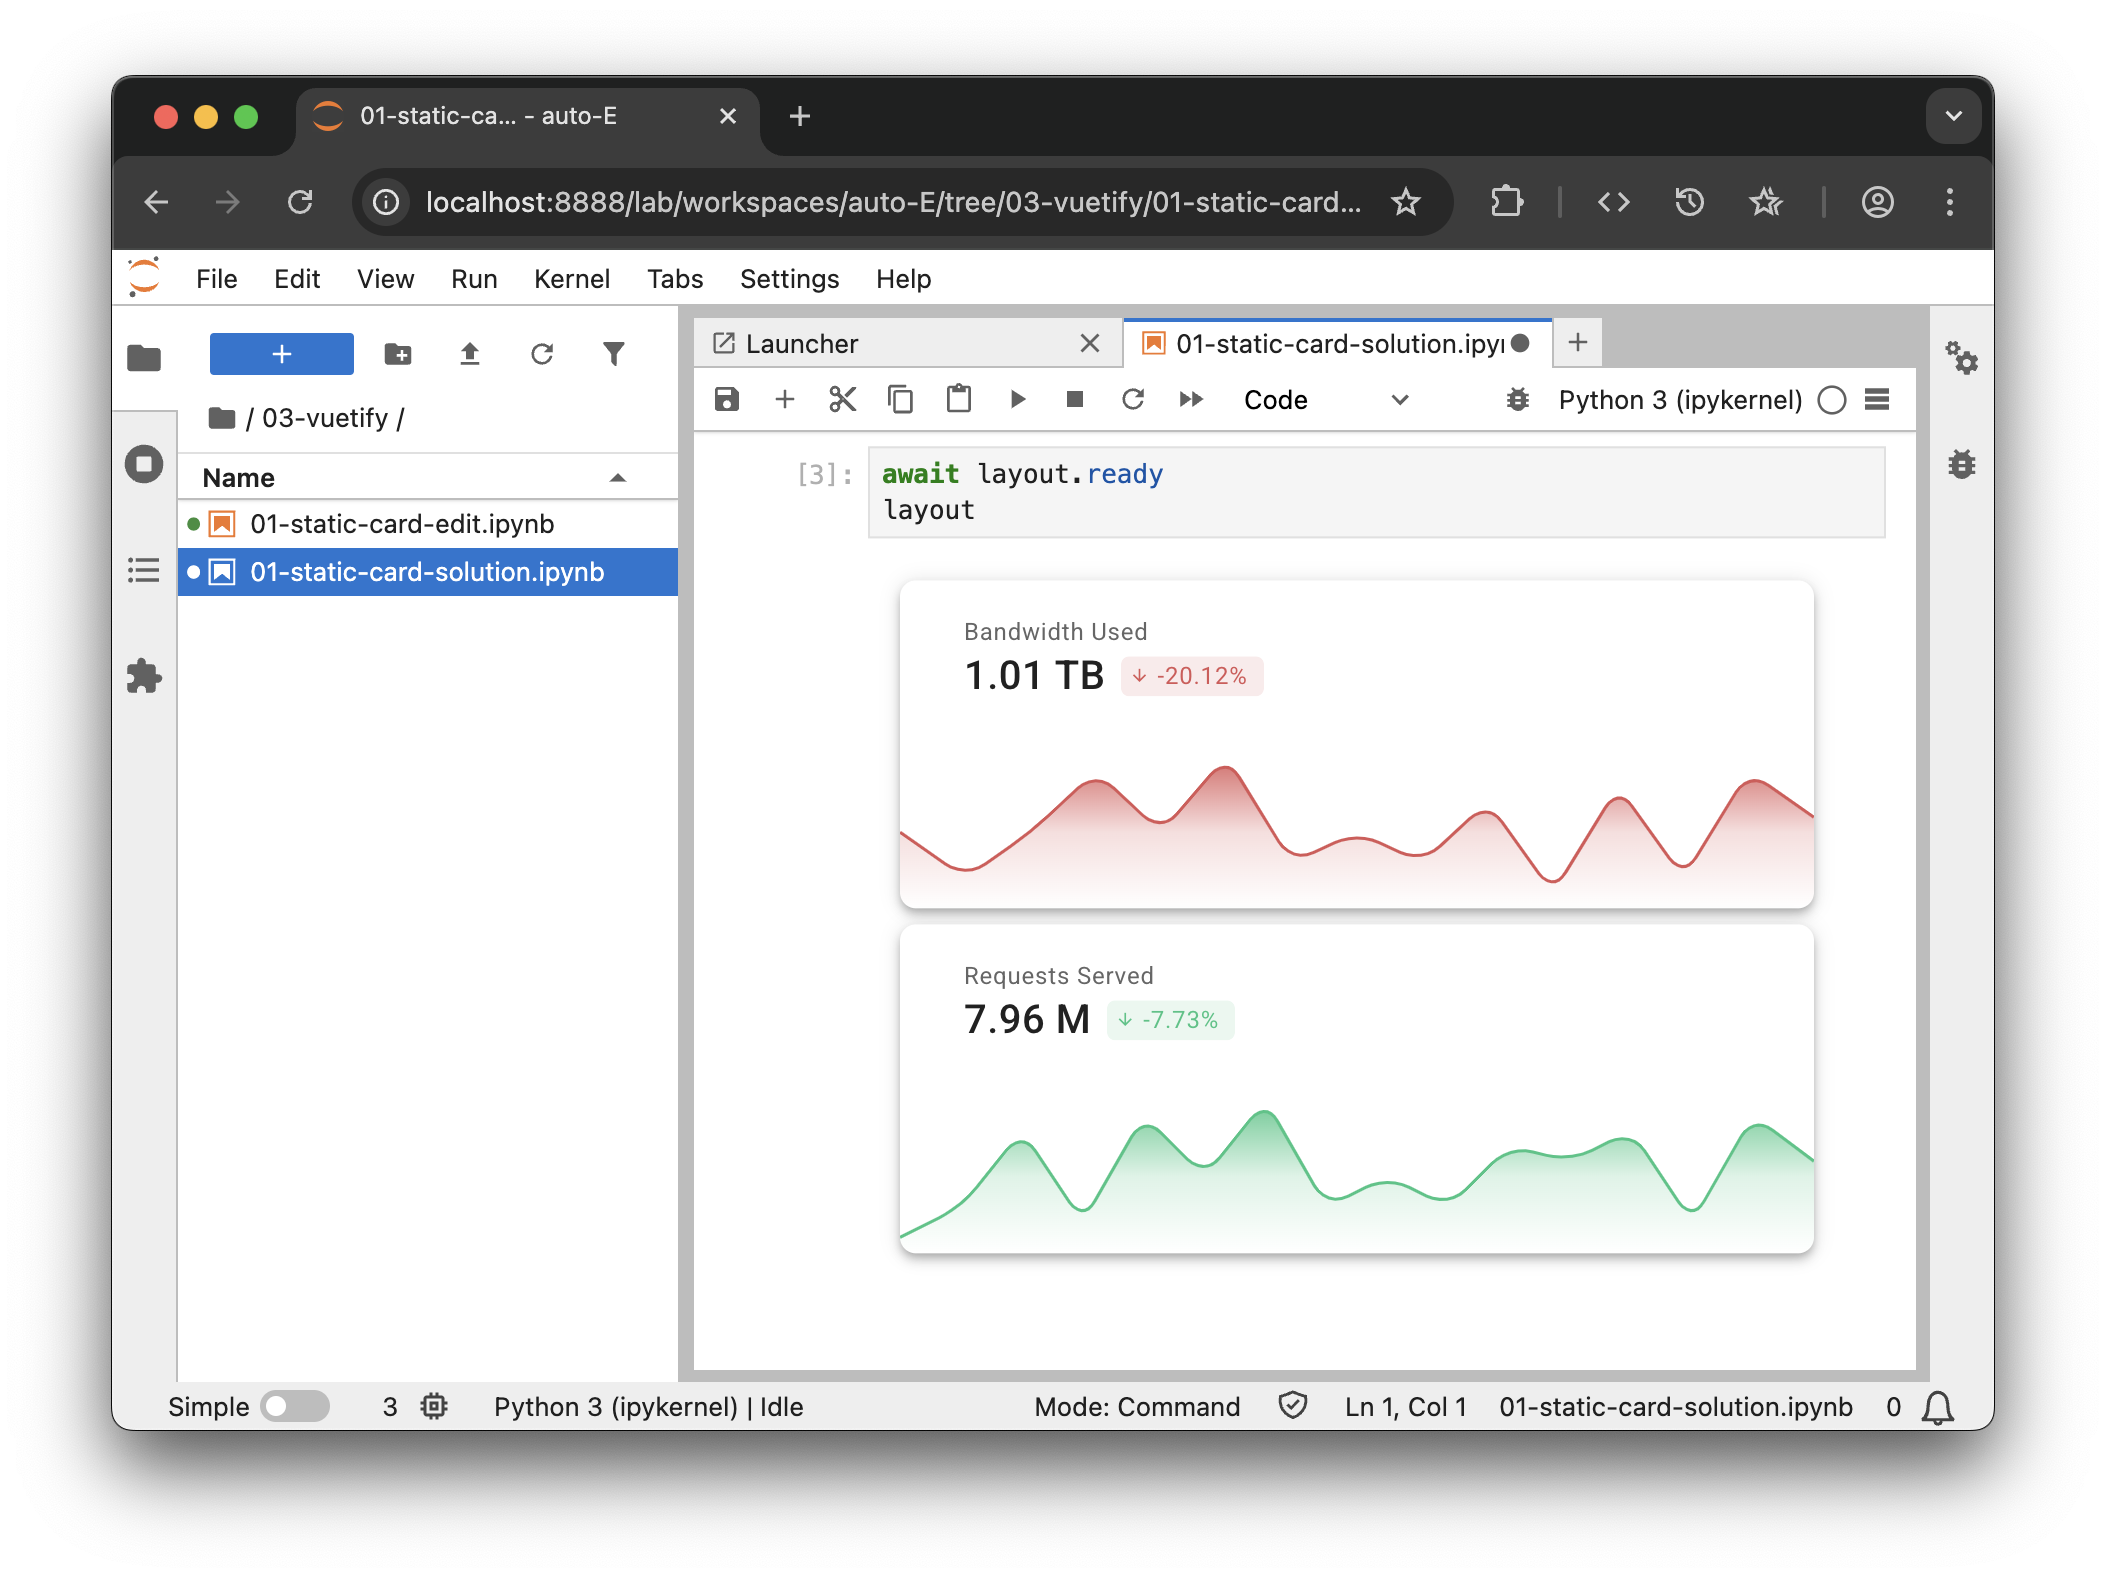 01-static-ca... - auto-E
localhost:8888/lab/workspaces/auto-E/tree/03-vuetify/01-static-card...
File Edit View Run Kernel Tabs Settings Help
/ 03-vuetify /
Name
01-static-card-edit.ipynb
01-static-card-solution.ipynb
Launcher
01-static-card-solution.ipy
Code
Python 3 (ipykernel)
[3]:
await layout.ready
layout
Bandwidth Used
1.01 TB
-20.12%
Requests Served
7.96 M
-7.73%
Simple
3
Python 3 (ipykernel) | Idle
Mode: Command
Ln 1, Col 1
01-static-card-solution.ipynb
0